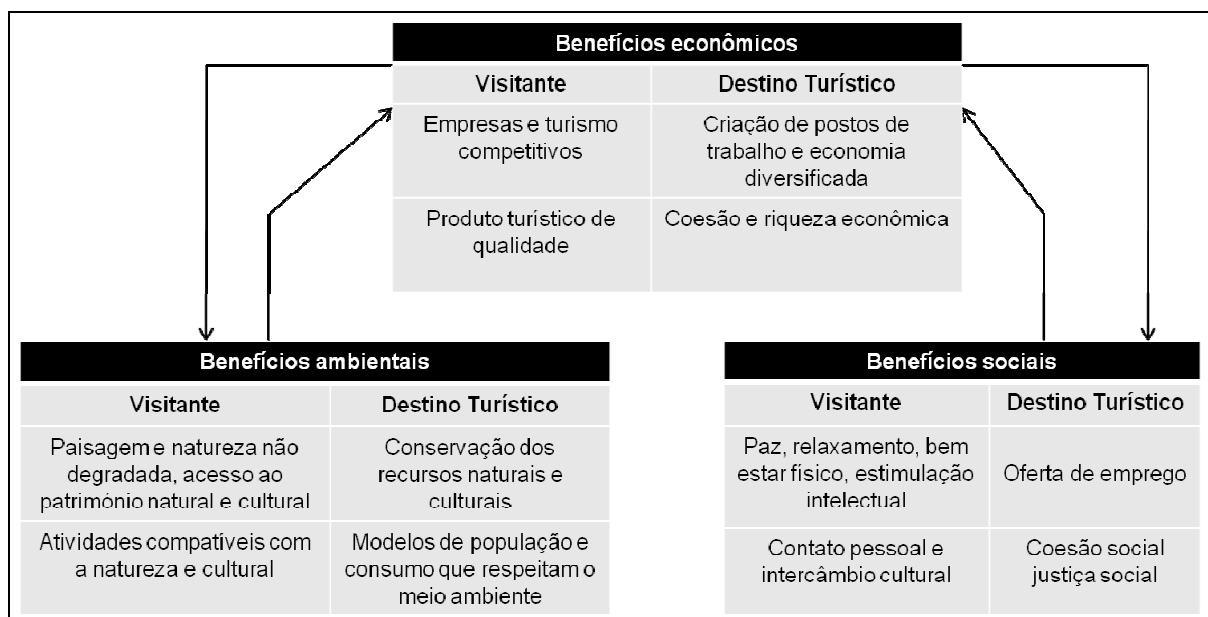 Benefícios econômicos
Visitante
Destino Turístico
Empresas e turismo
competitivos
Criação de postos de
trabalho e economia
diversificada
Produto turístico de
qualidade
Coesão e riqueza econômica
Benefícios ambientais
Visitante
Destino Turístico
Paisagem e natureza não
degradada, acesso ao
património natural e cultural
Conservação dos
recursos naturais e
culturais
Atividades compatíveis com
a natureza e cultural
Modelos de população e
consumo que respeitam o
meio ambiente
Benefícios sociais
Visitante
Destino Turístico
Paz, relaxamento, bem
estar físico, estimulação
intelectual
Oferta de emprego
Contato pessoal e
intercâmbio cultural
Coesão social
justiça social